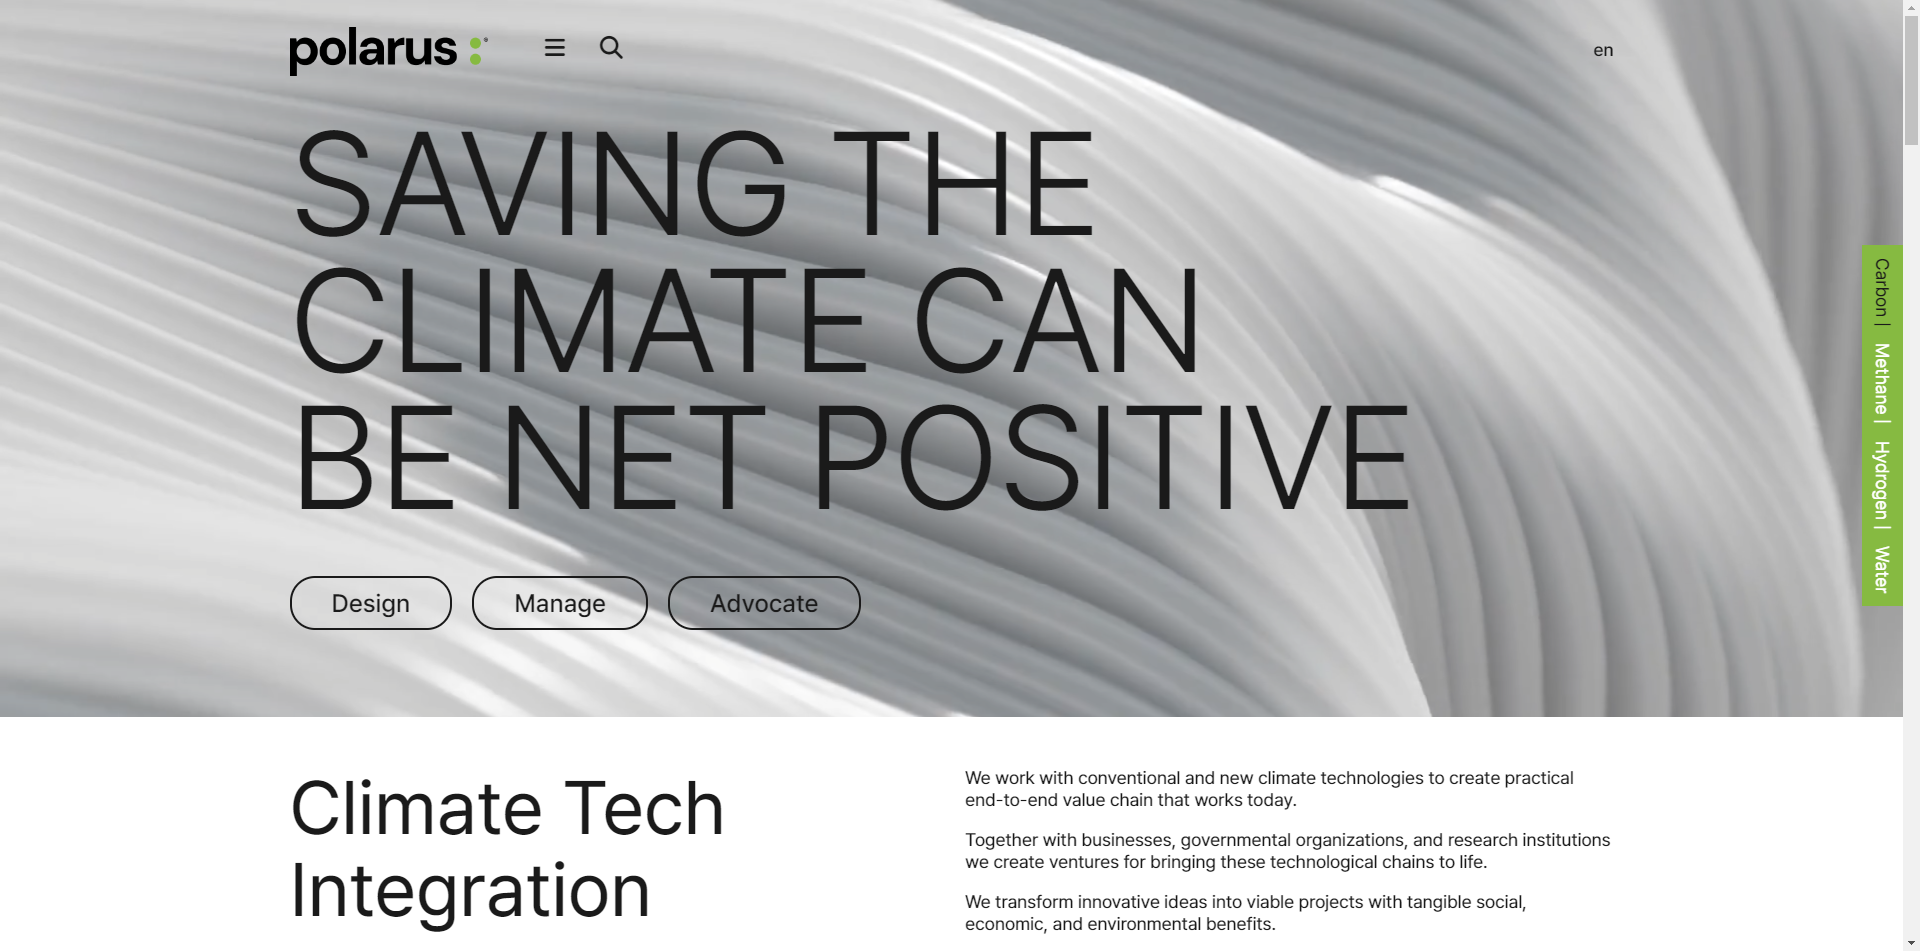 polarus
en
SAVING THE
CLIMATE CAN
BE NET POSITIVE
Design
Manage
Advocate
Carbon | Methane | Hydrogen | Water
Climate Tech
Integration
We work with conventional and new climate technologies to create practical
end-to-end value chain that works today.
Together with businesses, governmental organizations, and research institutions
we create ventures for bringing these technological chains to life.
We transform innovative ideas into viable projects with tangible social,
economic, and environmental benefits.